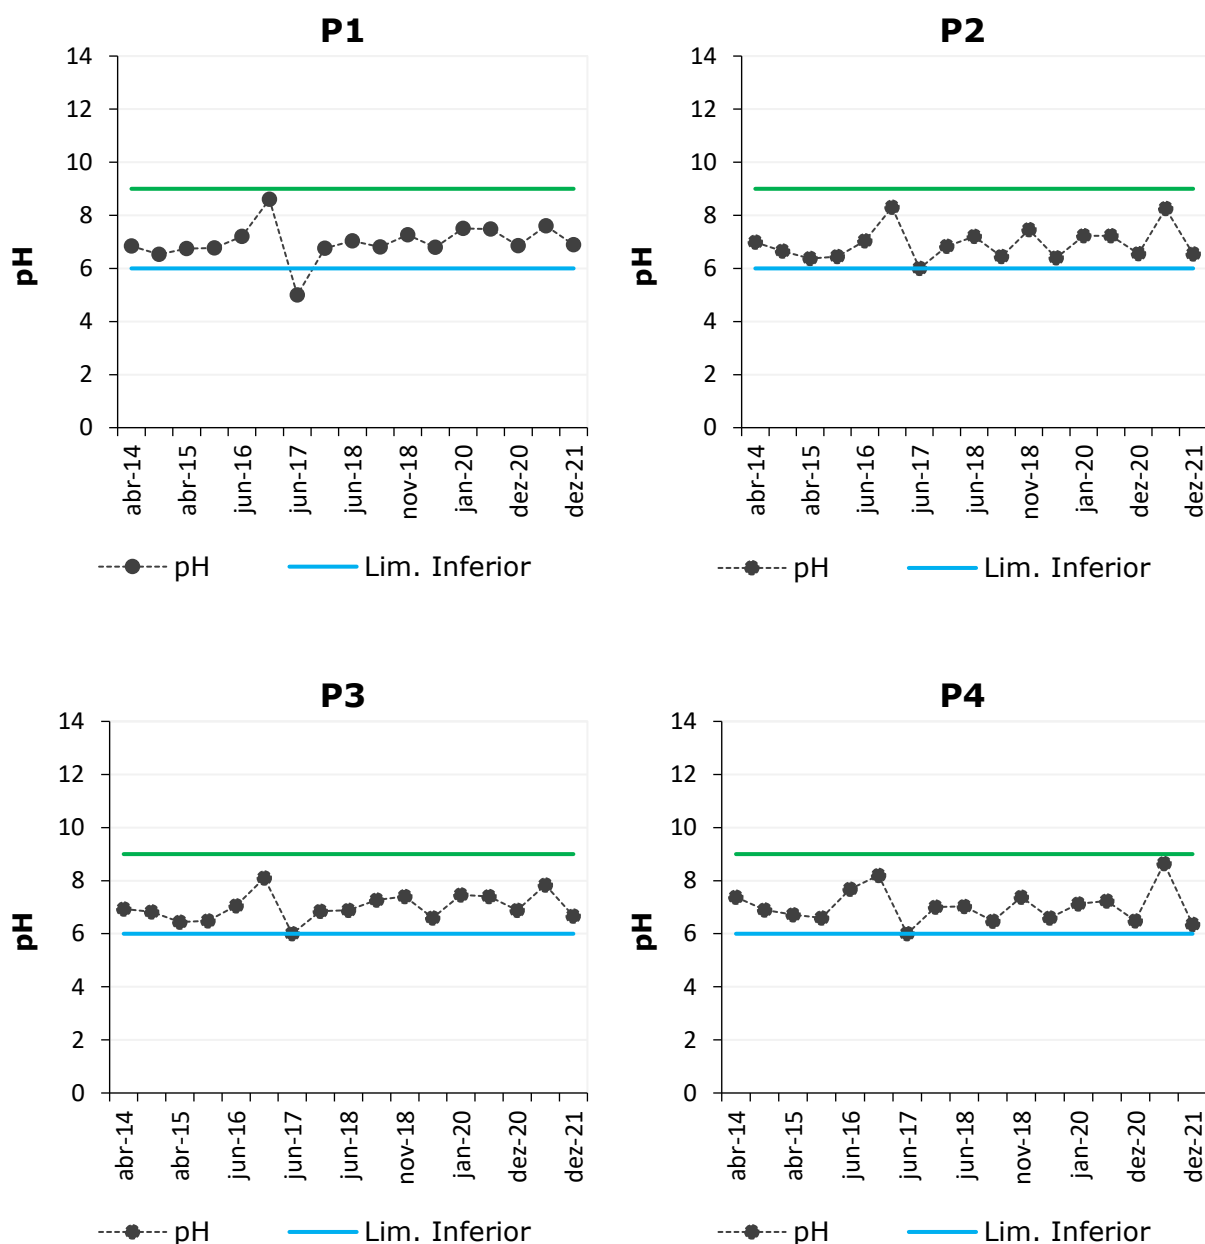 P1
14
12
10
8
6
4
2
0
pH
abr-14
abr-15
jun-16
jun-17
jun-18
nov-18
jan-20
dez-20
dez-21
pH Lim. Inferior
P2
14
12
10
8
6
4
2
0
pH
abr-14
abr-15
jun-16
jun-17
jun-18
nov-18
jan-20
dez-20
dez-21
pH Lim. Inferior
P3
14
12
10
8
6
4
2
0
pH
abr-14
abr-15
jun-16
jun-17
jun-18
nov-18
jan-20
dez-20
dez-21
pH Lim. Inferior
P4
14
12
10
8
6
4
2
0
pH
abr-14
abr-15
jun-16
jun-17
jun-18
nov-18
jan-20
dez-20
dez-21
pH Lim. Inferior